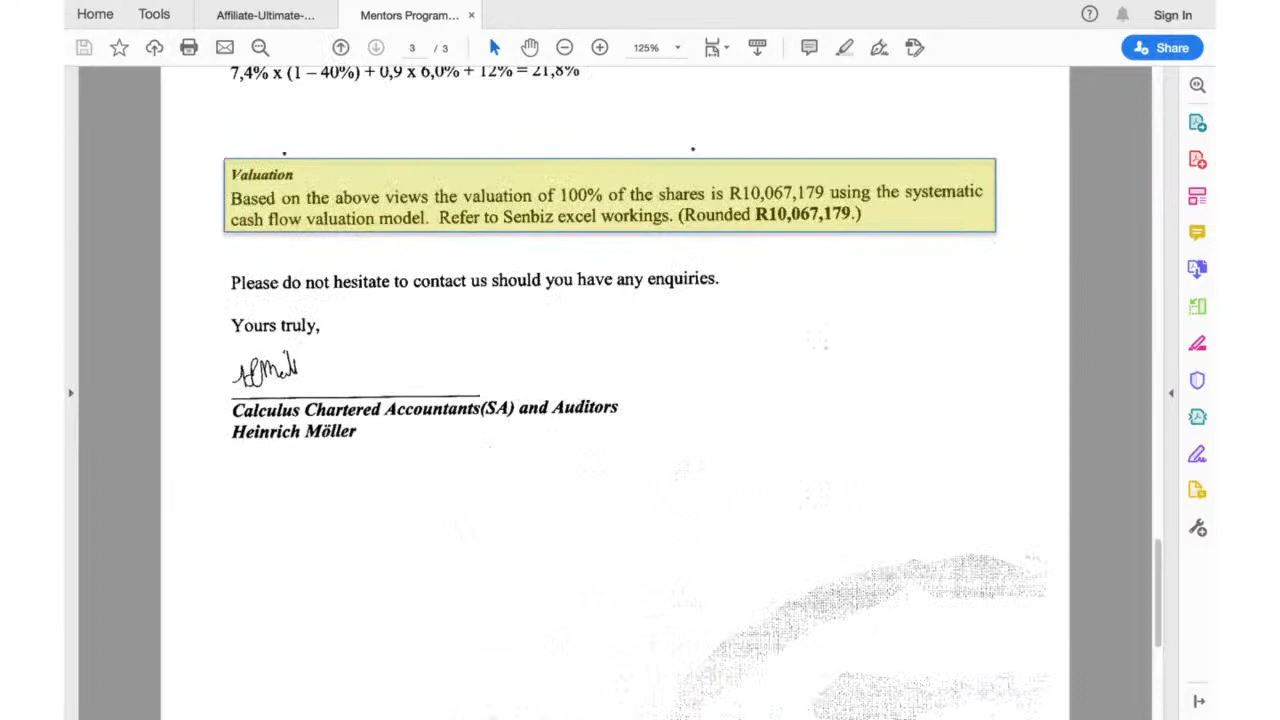 Home
Tools
Affiliate-Ultimate-...
Mentors Program...
×
?
Sign In
3 / 3
125%
Share
7,4% x (1 – 40%) + 0,9 x 6,0% + 12% = 21,8%
Valuation
Based on the above views the valuation of 100% of the shares is R10,067,179 using the systematic
cash flow valuation model. Refer to Senbiz excel workings. (Rounded R10,067,179.)
Please do not hesitate to contact us should you have any enquiries.
Yours truly,
Calculus Chartered Accountants(SA) and Auditors
Heinrich Möller